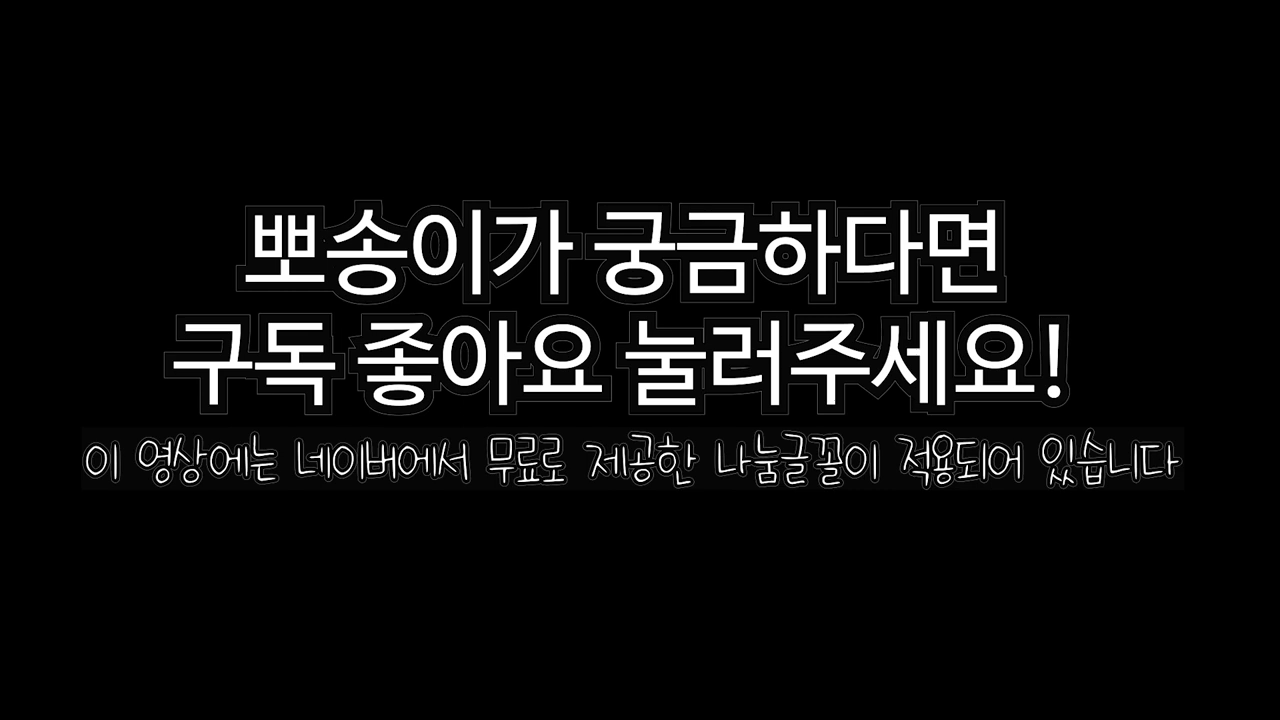 뽀송이가 궁금하다면
구독 좋아요 눌러주세요!
이 영상에는 네이버에서 무료로 제공한 나눔글꼴이 적용되어 있습니다